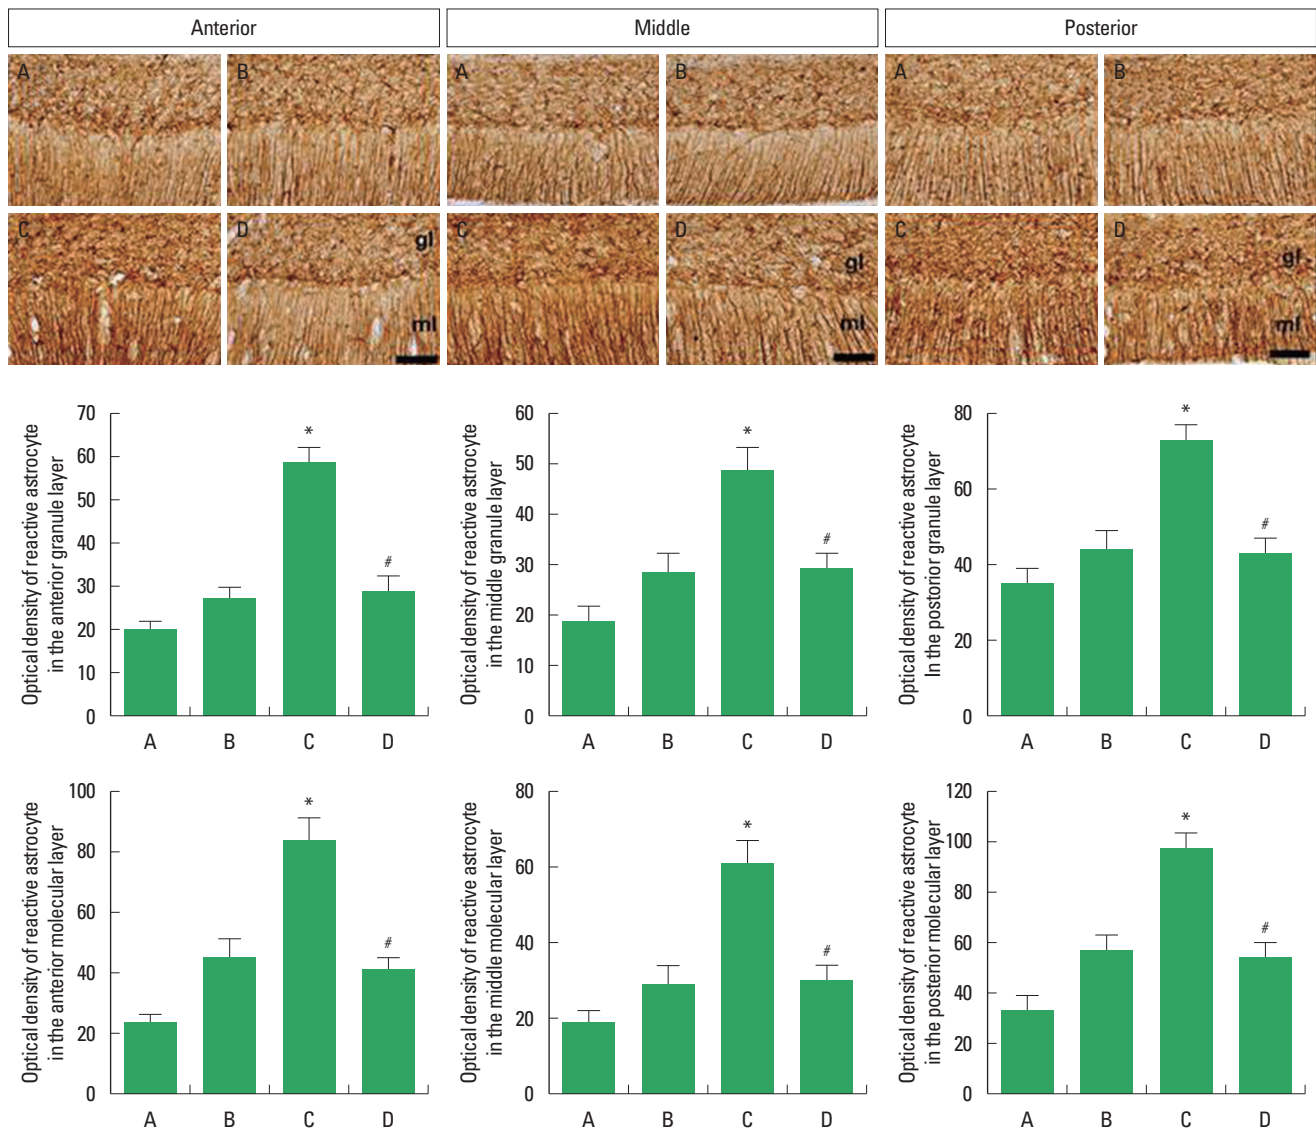 Anterior
Middle
Posterior
A
B
A
B
A
B
C
D
gl
ml
C
D
gl
ml
C
D
gl
ml
Optical density of reactive astrocyte
in the anterior granule layer
70
60
50
40
30
20
10
0
*
#
A
B
C
D
Optical density of reactive astrocyte
in the middle granule layer
60
50
40
30
20
10
0
*
#
A
B
C
D
Optical density of reactive astrocyte
In the posterior granule layer
80
60
40
20
0
*
#
A
B
C
D
Optical density of reactive astrocyte
in the anterior molecular layer
100
80
60
40
20
0
*
#
A
B
C
D
Optical density of reactive astrocyte
in the middle molecular layer
80
60
40
20
0
*
#
A
B
C
D
Optical density of reactive astrocyte
in the posterior molecular layer
120
100
80
60
40
20
0
*
#
A
B
C
D